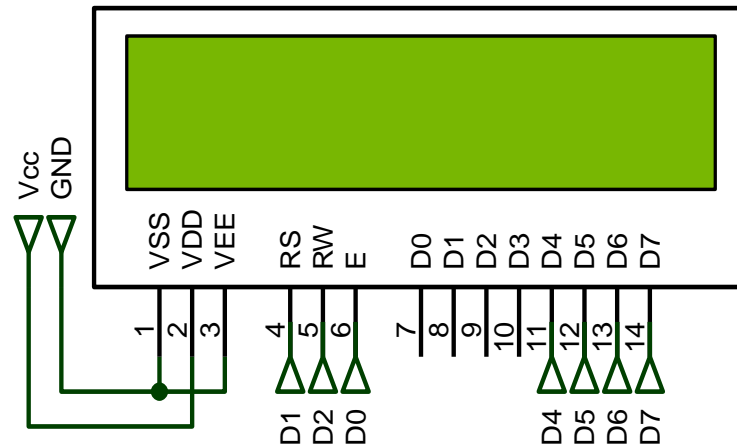 Vcc GND
VSS VDD VEE RS RW E D0 D1 D2 D3 D4 D5 D6 D7
1 2 3 4 5 6 7 8 9 10 11 12 13 14
D1 D2 D0 D4 D5 D6 D7